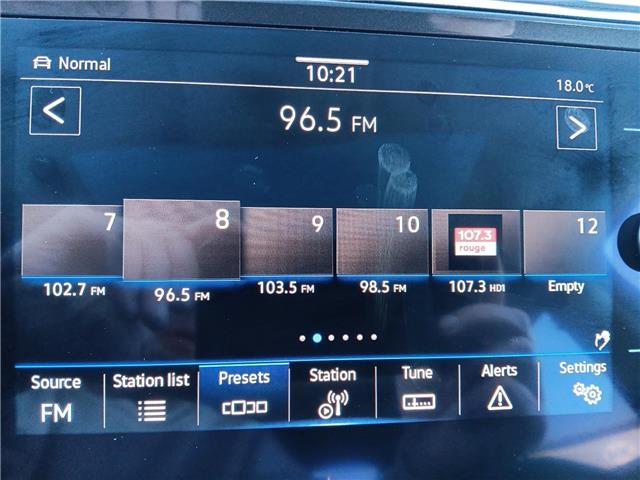 Normal
10:21
18.0°C
<
96.5 FM
>
7
8
9
10
107.3
rouge
12
102.7 FM
96.5 FM
103.5 FM
98.5 FM
107.3 HD1
Empty
Source
Station list
Presets
Station
Tune
Alerts
Settings
FM